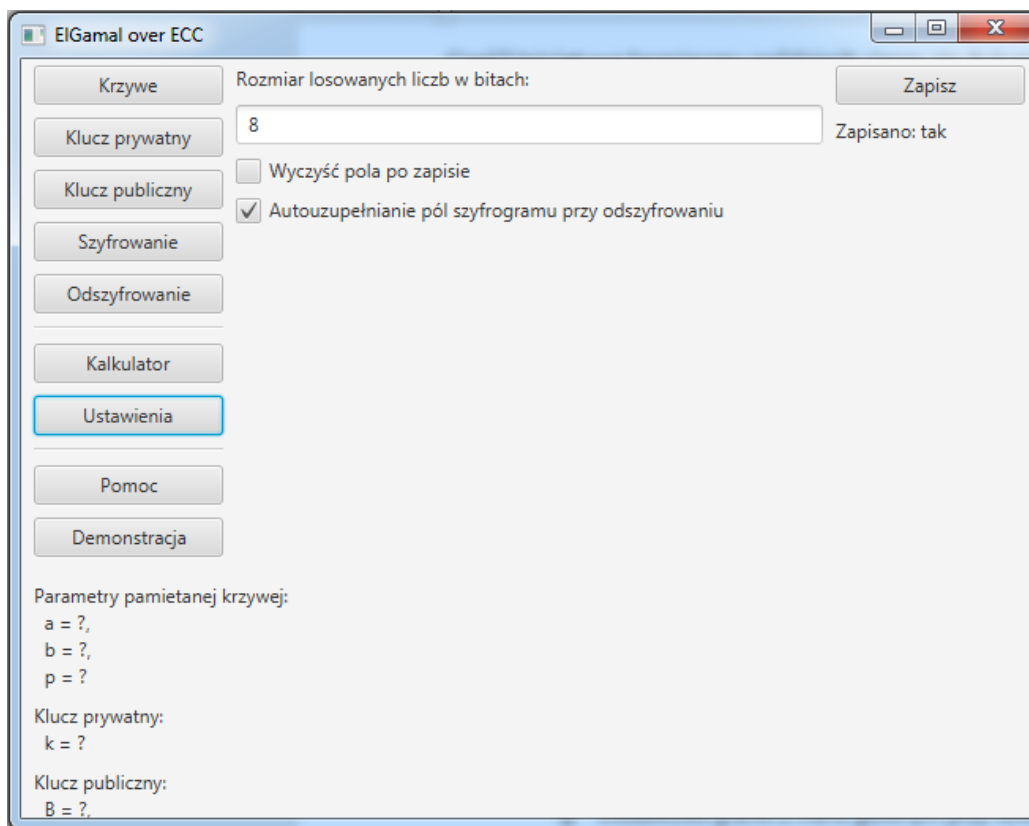 ElGamal over ECC
Krzywe
Klucz prywatny
Klucz publiczny
Szyfrowanie
Odszyfrowanie
Kalkulator
Ustawienia
Pomoc
Demonstracja
Parametry pamietanej krzywej:
a = ?,
b = ?,
p = ?
Klucz prywatny:
k = ?
Klucz publiczny:
B = ?,
Rozmiar losowanych liczb w bitach:
8
Wyczyść pola po zapisie
Autouzupełnianie pól szyfrogramu przy odszyfrowaniu
Zapisz
Zapisano: tak